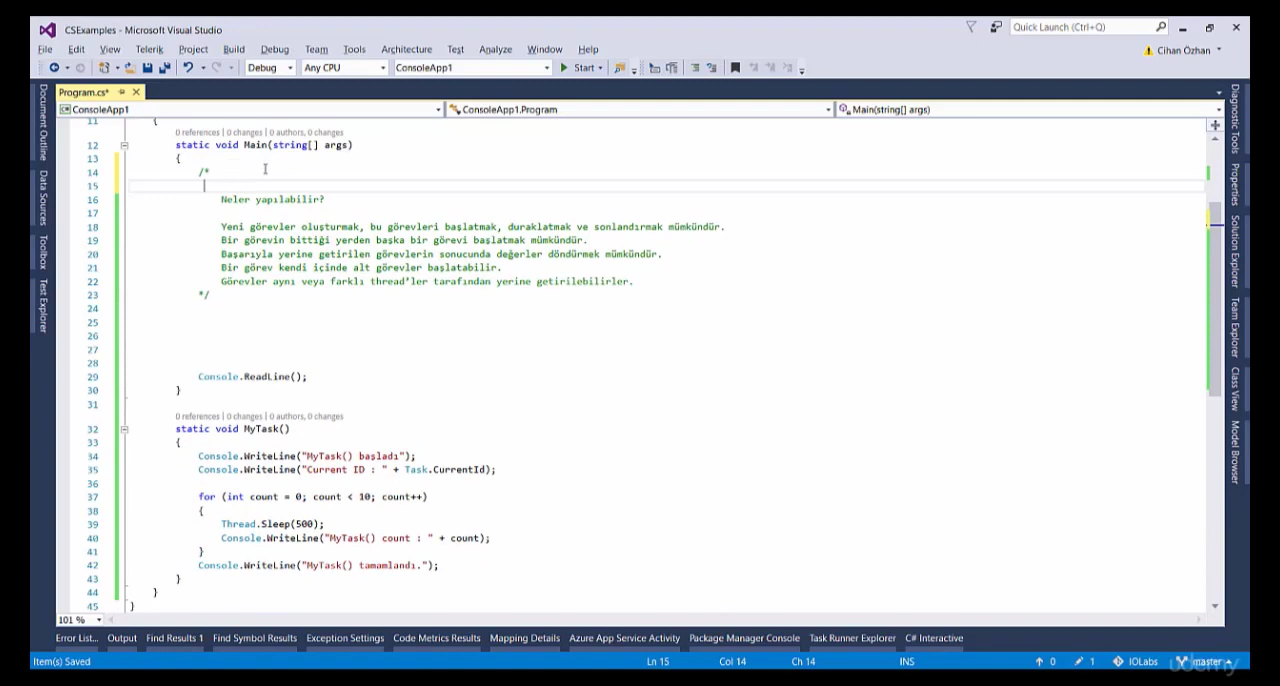 CSExamples - Microsoft Visual Studio
Quick Launch (Ctrl+Q)
File Edit View Telerik Project Build Debug Team Tools Architecture Test Analyze Window Help
Cihan Özhan
Debug Any CPU ConsoleApp1 Start
Program.cs*
ConsoleApp1 ConsoleApp1.Program Main(string[] args)
Document Outline
Data Sources
Toolbox
Test Explorer
11 {
0 references | 0 changes | 0 authors, 0 changes
12 static void Main(string[] args)
13 {
14 /*
15
16 Neler yapılabilir?
17
18 Yeni görevler oluşturmak, bu görevleri başlatmak, duraklatmak ve sonlandırmak mümkündür.
19 Bir görevin bittiği yerden başka bir görevi başlatmak mümkündür.
20 Başarıyla yerine getirilen görevlerin sonucunda değerler döndürmek mümkündür.
21 Bir görev kendi içinde alt görevler başlatabilir.
22 Görevler aynı veya farklı thread'ler tarafından yerine getirilebilirler.
23 */
24
25
26
27
28
29 Console.ReadLine();
30 }
31
0 references | 0 changes | 0 authors, 0 changes
32 static void MyTask()
33 {
34 Console.WriteLine("MyTask() başladı");
35 Console.WriteLine("Current ID : " + Task.CurrentId);
36
37 for (int count = 0; count < 10; count++)
38 {
39 Thread.Sleep(500);
40 Console.WriteLine("MyTask() count : " + count);
41 }
42 Console.WriteLine("MyTask() tamamlandı.");
43 }
44 }
45 }
Diagnostic Tools
Properties
Solution Explorer
Team Explorer
Class View
Model Browser
101 %
Error List... Output Find Results 1 Find Symbol Results Exception Settings Code Metrics Results Mapping Details Azure App Service Activity Package Manager Console Task Runner Explorer C# Interactive
Item(s) Saved Ln 15 Col 14 Ch 14 INS 0 1 IOLabs master
udemy